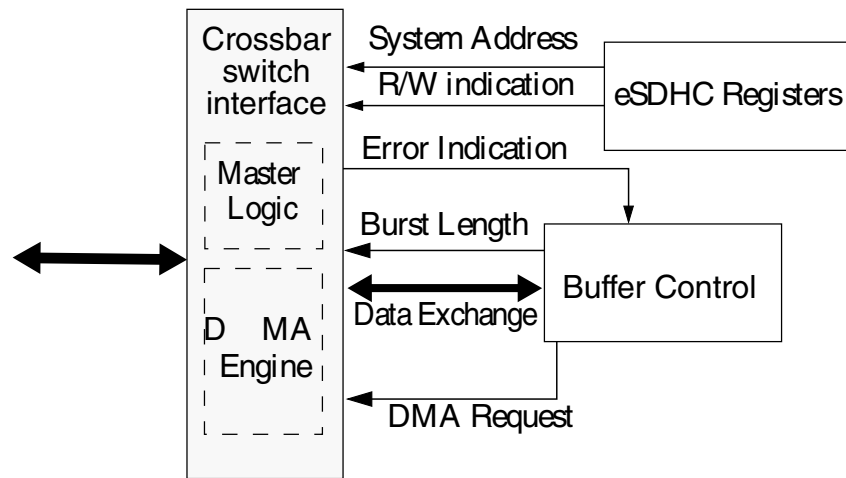 Crossbar
switch
interface
System Address
R/W indication
eSDHC Registers
Master
Logic
Error Indication
Burst Length
Buffer Control
Data Exchange
D MA
Engine
DMA Request